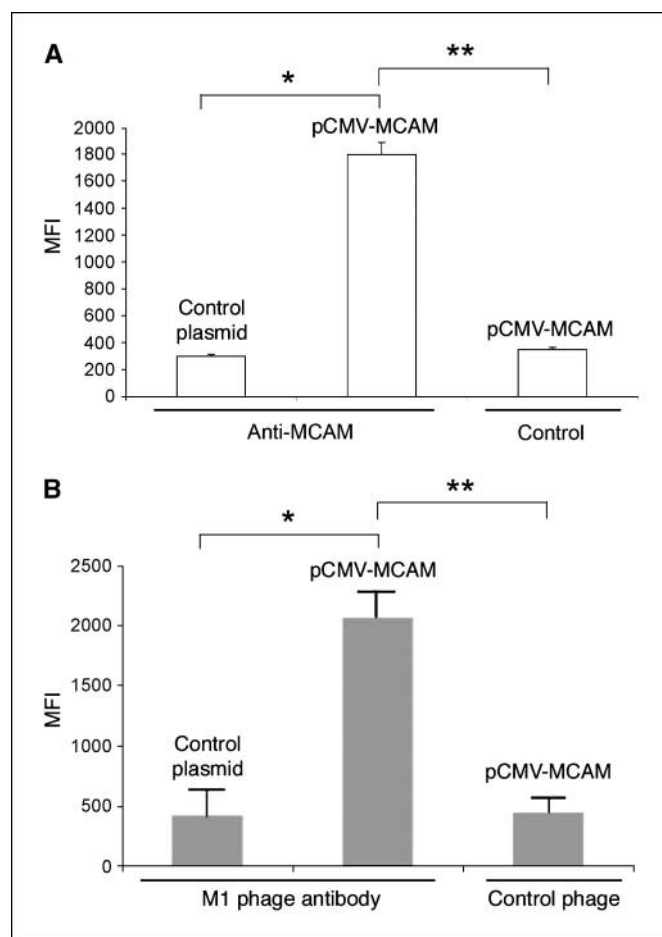 A
*
**
pCMV-MCAM
2000
1800
1600
1400
1200
1000
800
600
400
200
0
MFI
Control
plasmid
pCMV-MCAM
Anti-MCAM
Control
B
*
**
pCMV-MCAM
2500
2000
1500
1000
500
0
MFI
Control
plasmid
pCMV-MCAM
M1 phage antibody
Control phage